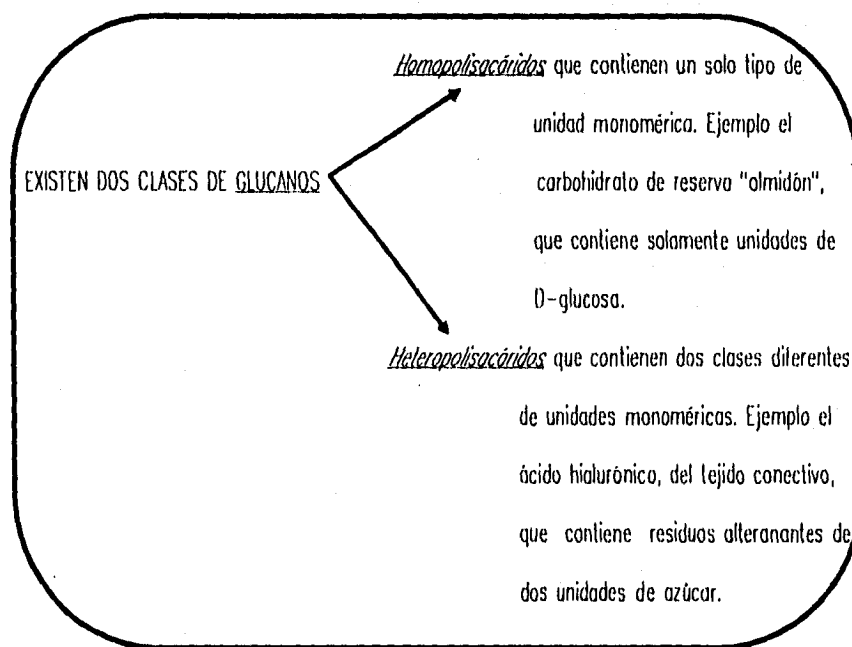 Homopolisacáridos que contienen un solo tipo de
unidad monomérica. Ejemplo el
EXISTEN DOS CLASES DE GLUCANOS
carbohidrato de reserva "almidón",
que contiene solamente unidades de
D-glucosa.
Heteropolisacáridos que contienen dos clases diferentes
de unidades monoméricas. Ejemplo el
ácido hialurónico, del tejido conectivo,
que contiene residuos alteranantes de
dos unidades de azúcar.